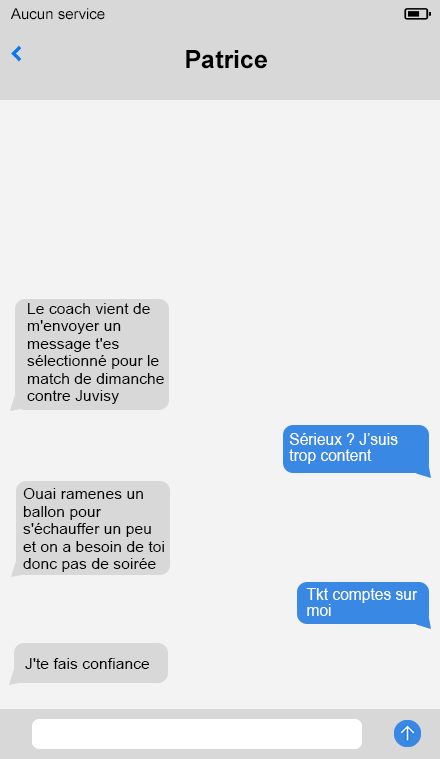 Aucun service
Patrice
Le coach vient de
m'envoyer un
message t'es
sélectionné pour le
match de dimanche
contre Juvisy
Sérieux ? J'suis
trop content
Ouai ramenes un
ballon pour
s'échauffer un peu
et on a besoin de toi
donc pas de soirée
Tkt comptes sur
moi
J'te fais confiance